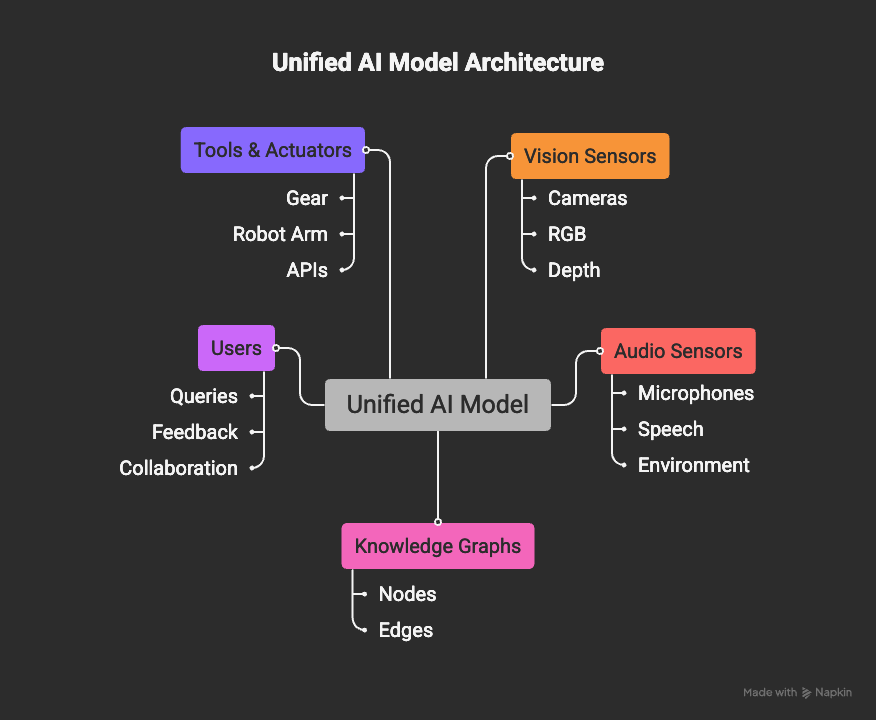 Unified AI Model Architecture
Tools & Actuators
Gear
Robot Arm
APIs
Vision Sensors
Cameras
RGB
Depth
Users
Queries
Feedback
Collaboration
Unified AI Model
Audio Sensors
Microphones
Speech
Environment
Knowledge Graphs
Nodes
Edges
Made with Napkin